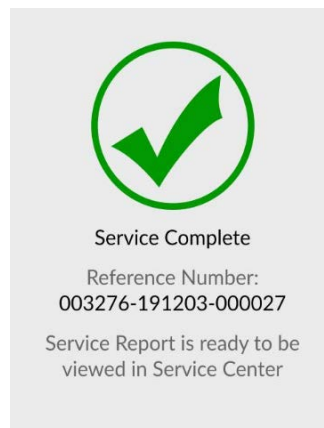 Service Complete
Reference Number:
003276-191203-000027
Service Report is ready to be
viewed in Service Center